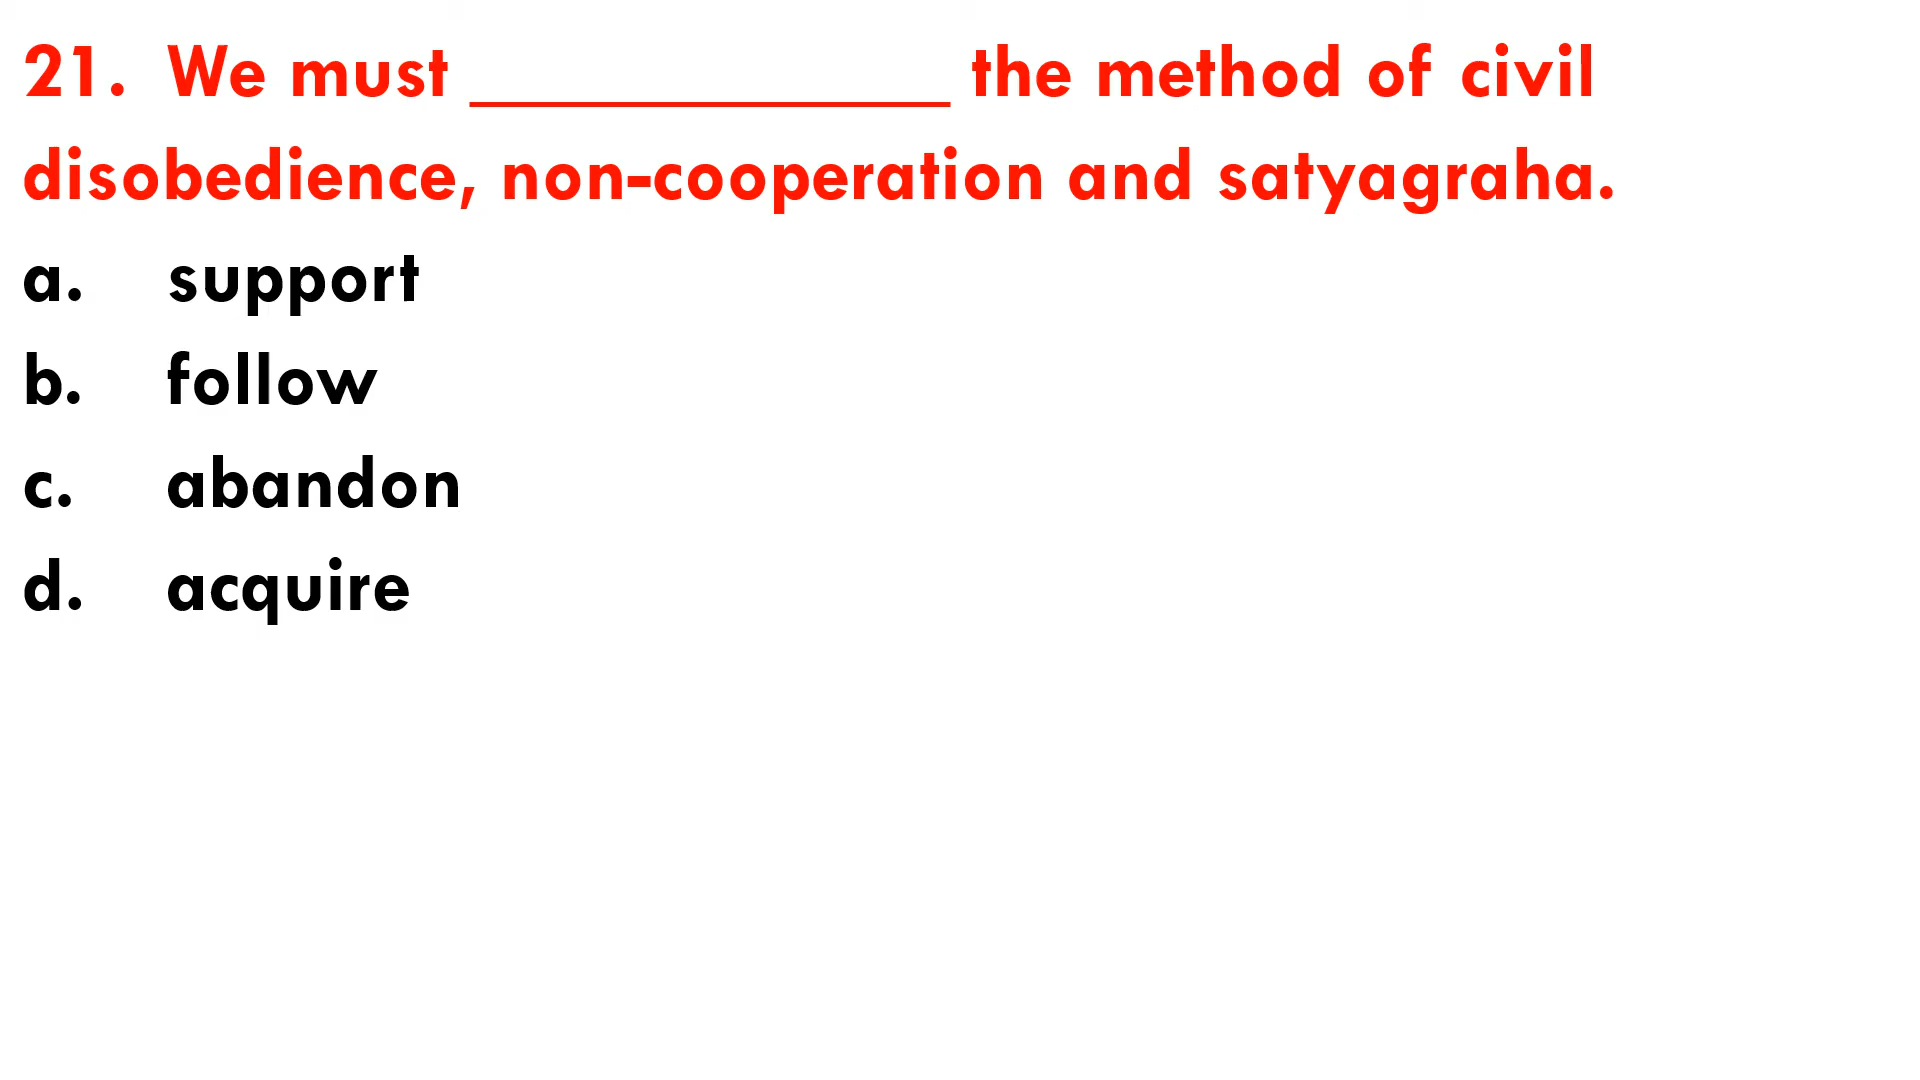 21. We must _______________ the method of civil
disobedience, non-cooperation and satyagraha.
a. support
b. follow
c. abandon
d. acquire